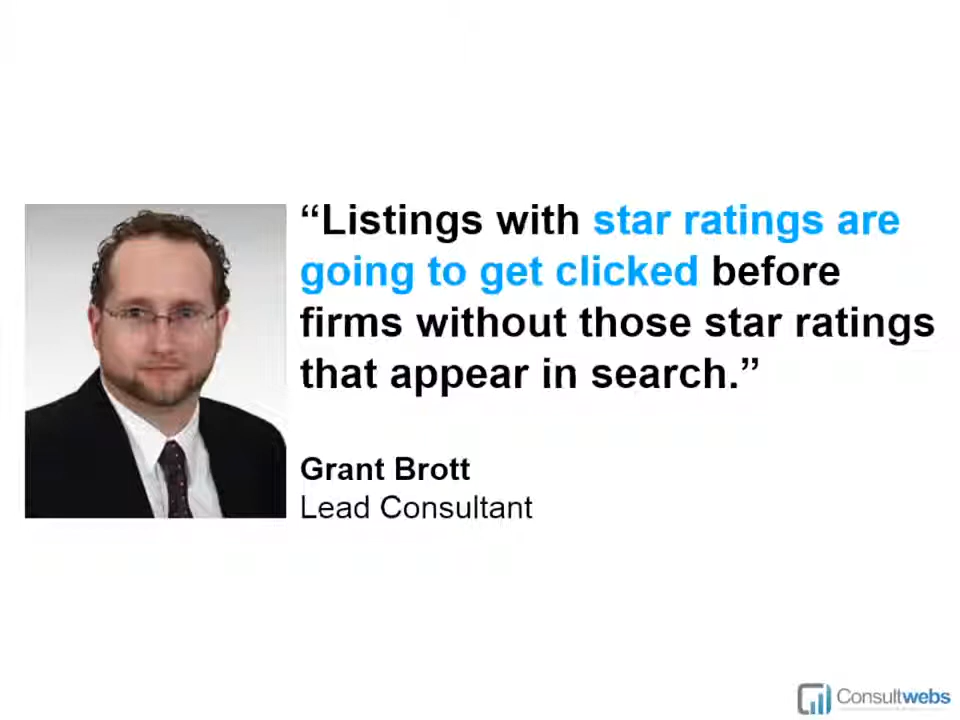 “Listings with star ratings are
going to get clicked before
firms without those star ratings
that appear in search.”
Grant Brott
Lead Consultant
Consultwebs